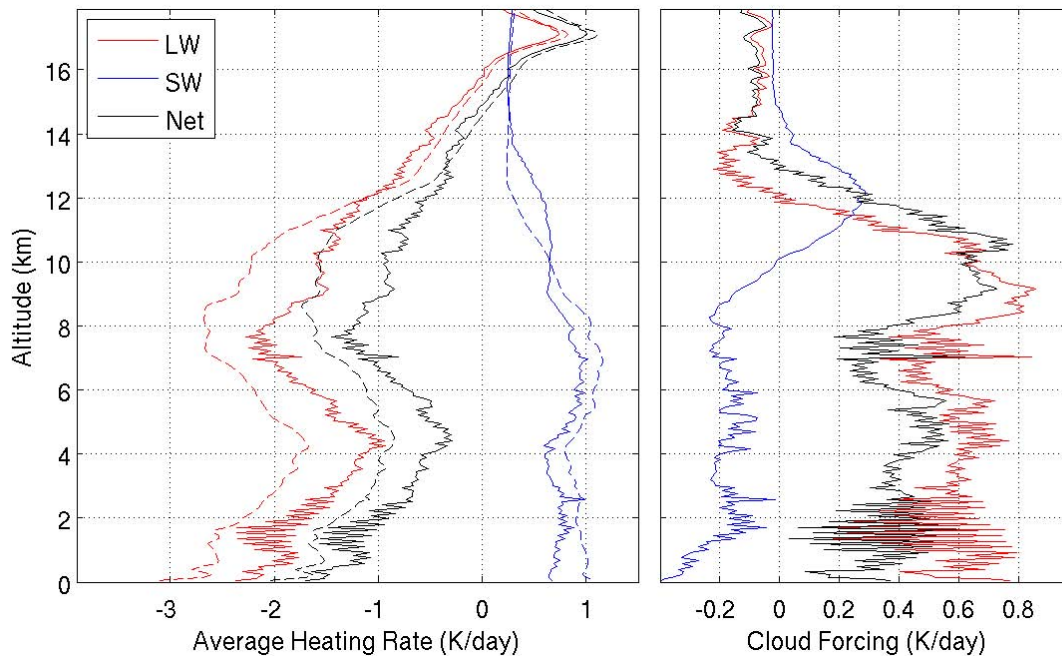 LW
SW
Net
Altitude (km)
16
14
12
10
8
6
4
2
0
-3 -2 -1 0 1
-0.2 0 0.2 0.4 0.6 0.8
Average Heating Rate (K/day)
Cloud Forcing (K/day)